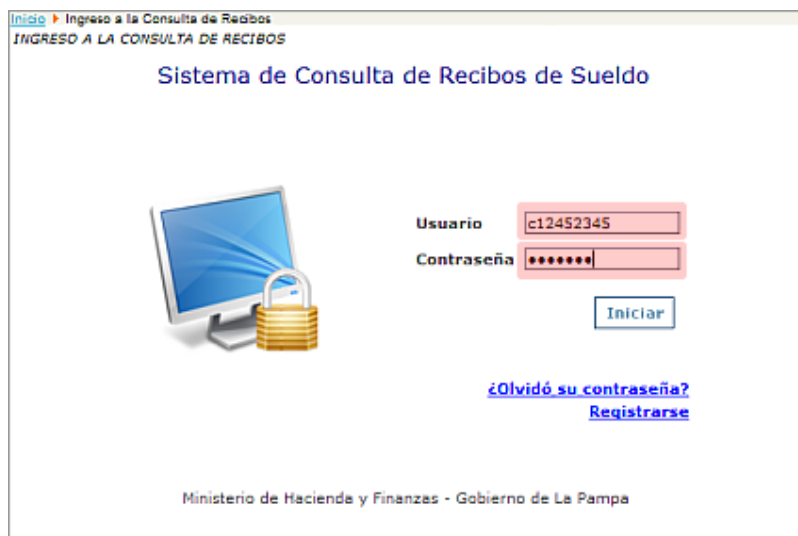 Inicio Ingreso a la Consulta de Recibos
INGRESO A LA CONSULTA DE RECIBOS
Sistema de Consulta de Recibos de Sueldo
Usuario c12452345
Contraseña •••••••
Iniciar
¿Olvidó su contraseña?
Registrarse
Ministerio de Hacienda y Finanzas - Gobierno de La Pampa